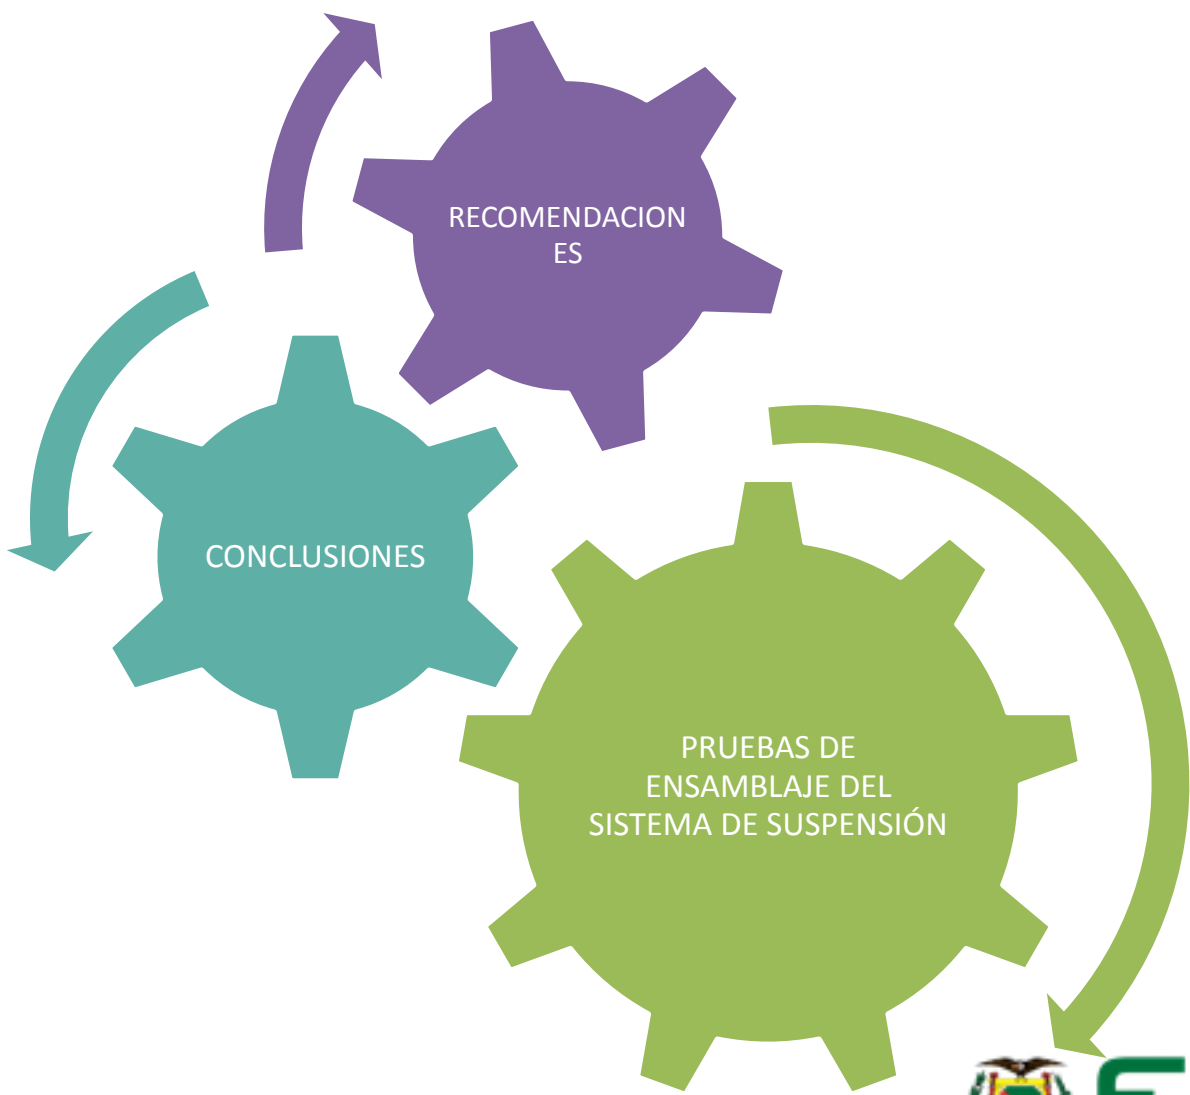 RECOMENDACION
ES
CONCLUSIONES
PRUEBAS DE
ENSAMBLAJE DEL
SISTEMA DE SUSPENSIÓN